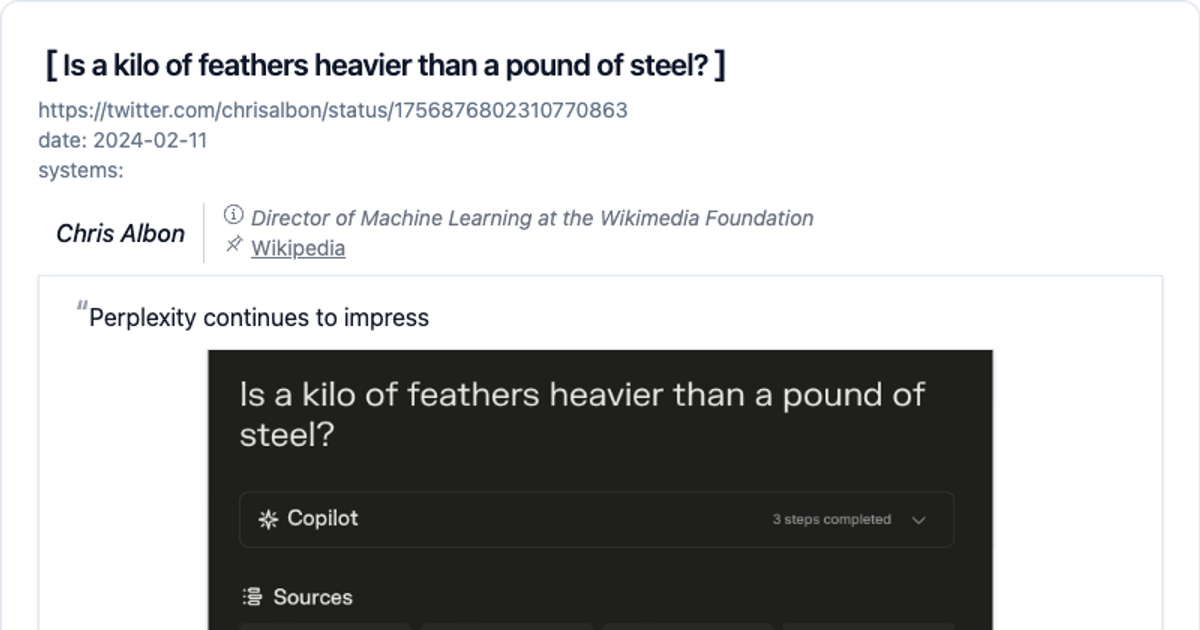 [ Is a kilo of feathers heavier than a pound of steel? ]
https://twitter.com/chrisalbon/status/1756876802310770863
date: 2024-02-11
systems:
Chris Albon
Director of Machine Learning at the Wikimedia Foundation
Wikipedia
"Perplexity continues to impress
Is a kilo of feathers heavier than a pound of
steel?
Copilot
3 steps completed
Sources